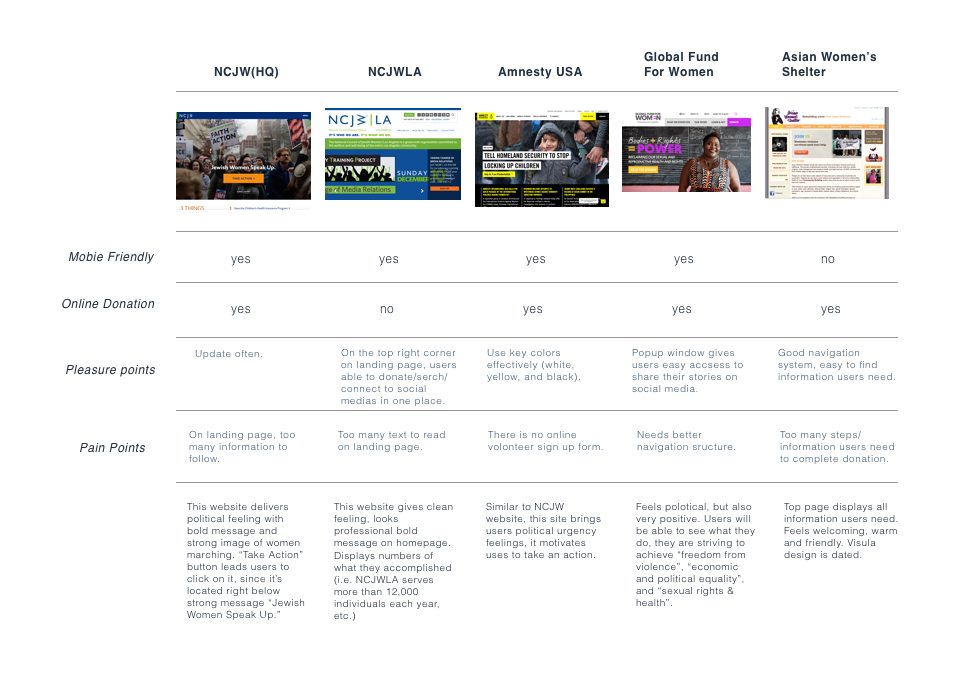 NCJW(HQ)
NCJWLA
Amnesty USA
Global Fund
For Women
Asian Women's
Shelter
NCJW
FAITH
ACTION
Jewish Women Speak Up.
NCJW|LA
Y TRAINING PROJECT
SUNDAY
DECEMBER
ge of Media Relations
TELL HOMELAND SECURITY TO STOP
LOCKING UP CHILDREN
WOMEN
Bodies + Rights
= POWER
Mobie Friendly
yes
yes
yes
yes
no
Online Donation
yes
no
yes
yes
yes
Pleasure points
Update often.
On the top right corner
on landing page, users
able to donate/serch/
connect to social
medias in one place.
Use key colors
effectively (white,
yellow, and black).
Popup window gives
users easy accsess to
share their stories on
social media.
Good navigation
system, easy to find
information users need.
Pain Points
On landing page, too
many information to
follow.
Too many text to read
on landing page.
There is no online
volonteer sign up form.
Needs better
navigation sructure.
Too many steps/
information users need
to complete donation.
This website delivers
political feeling with
bold message and
strong image of women
marching. “Take Action”
button leads users to
click on it, since it’s
located right below
strong message “Jewish
Women Speak Up.”
This website gives clean
feeling, looks
professional bold
message on homepage.
Displays numbers of
what they accomplished
(i.e. NCJWLA serves
more than 12,000
individuals each year,
etc.)
Similar to NCJW
website, this site brings
users political urgency
feelings, it motivates
uses to take an action.
Feels polotical, but also
very positive. Users will
be able to see what they
do, they are striving to
achieve “freedom from
violence”, “economic
and political equality”,
and “sexual rights &
health”.
Top page displays all
information users need.
Feels welcoming, warm
and friendly. Visula
design is dated.